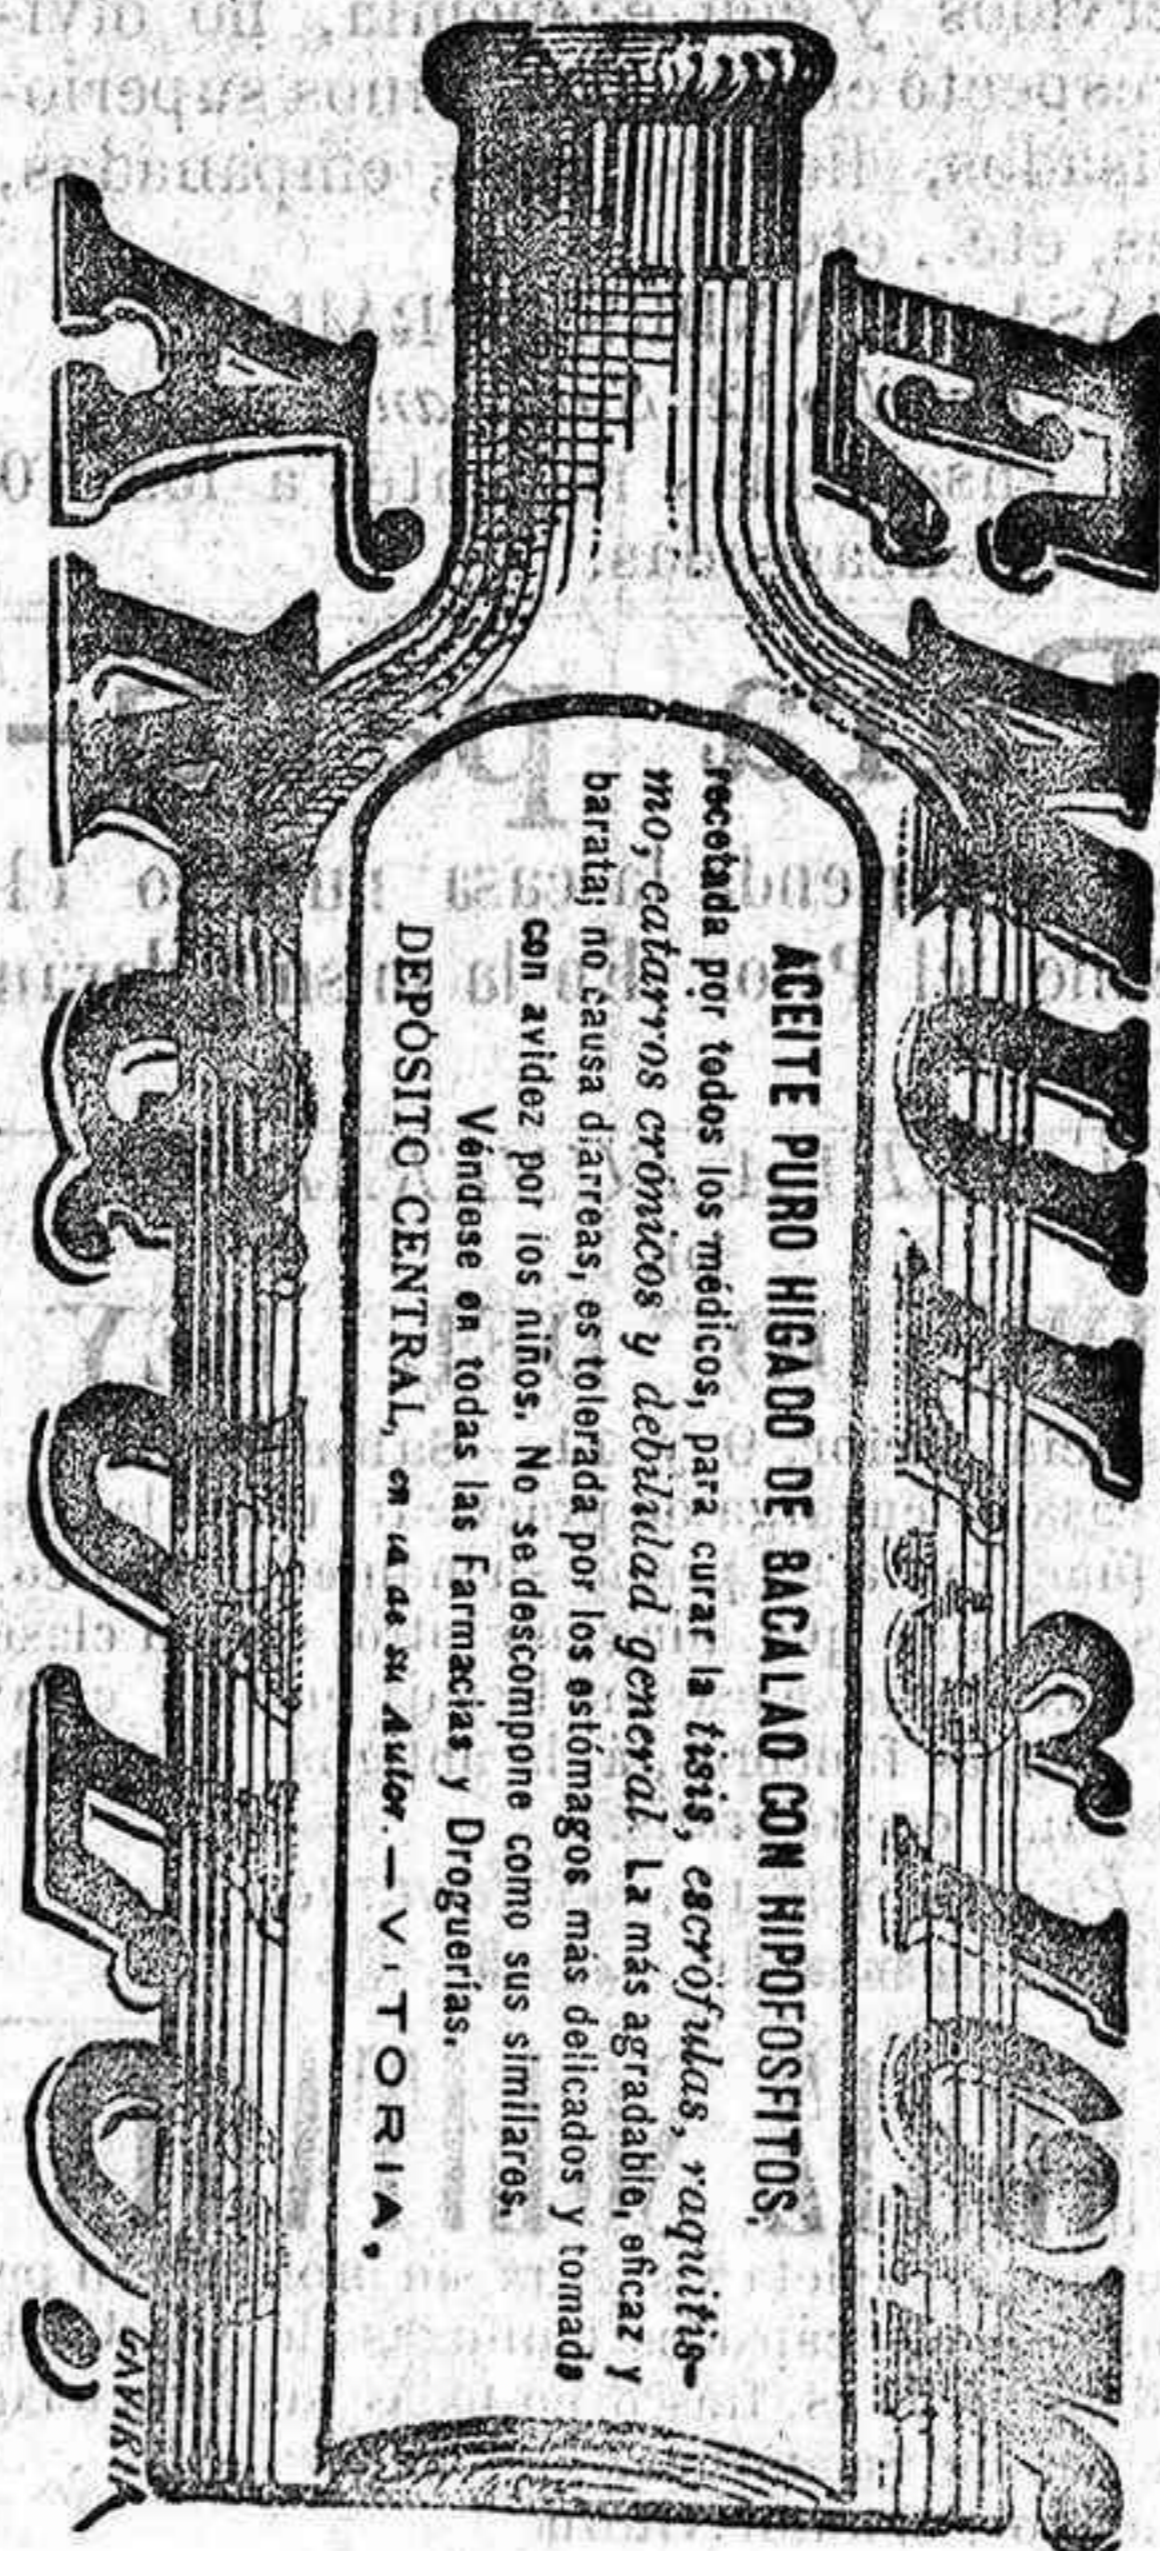 EMULSIÓN
ACEITE PURO HIGADO DE BACALAO CON HIPOFOSFITOS,
recetada por todos los médicos, para curar la tisis, escrófulas, raquitis-
mo, catarros crónicos y debilidad general. La más agradable, eficaz y
barata; no causa diarreas, es tolerada por los estómagos más delicados y tomada
con avidez por los niños. No se descompone como sus similares.
Véndese en todas las Farmacias y Droguerías.
DEPÓSITO CENTRAL, en la de su Autor.—VITORIA.
GAVIRIA